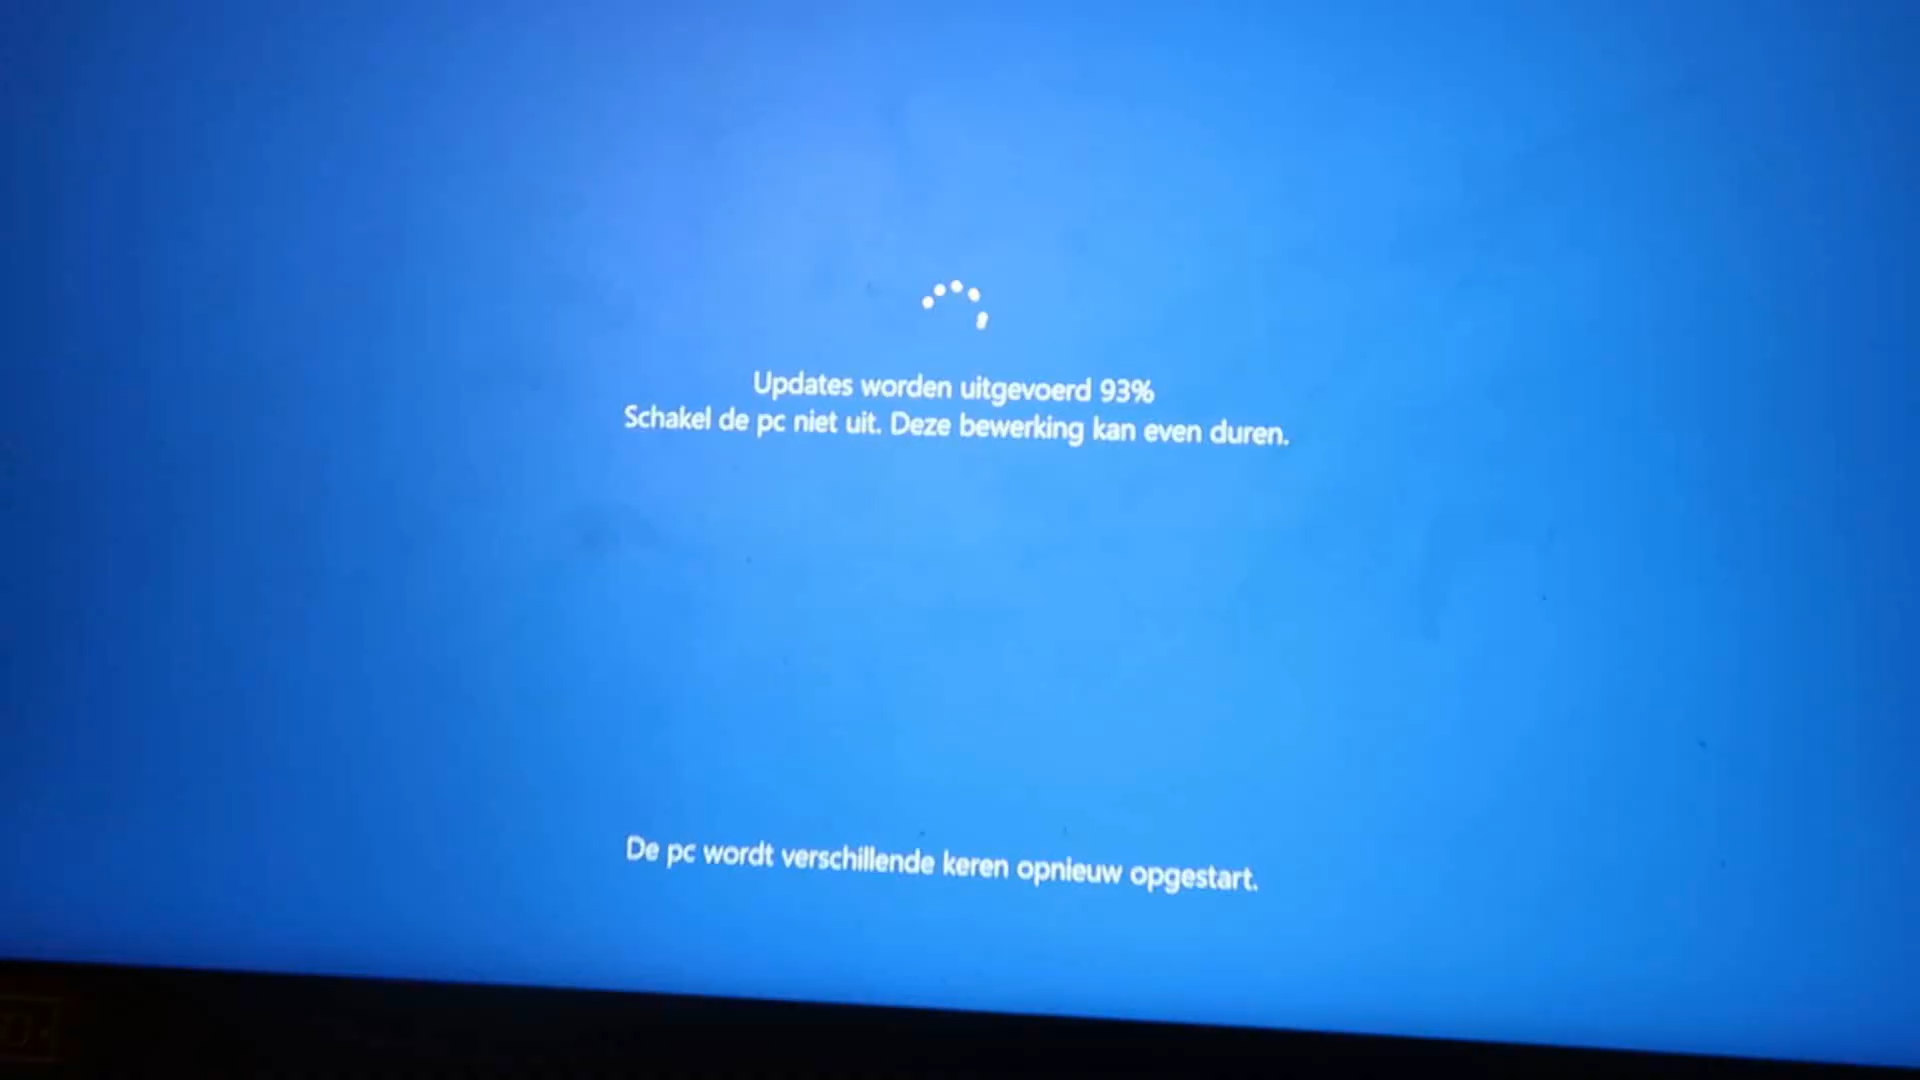 Updates worden uitgevoerd 93%
Schakel de pc niet uit. Deze bewerking kan even duren.
De pc wordt verschillende keren opnieuw opgestart.